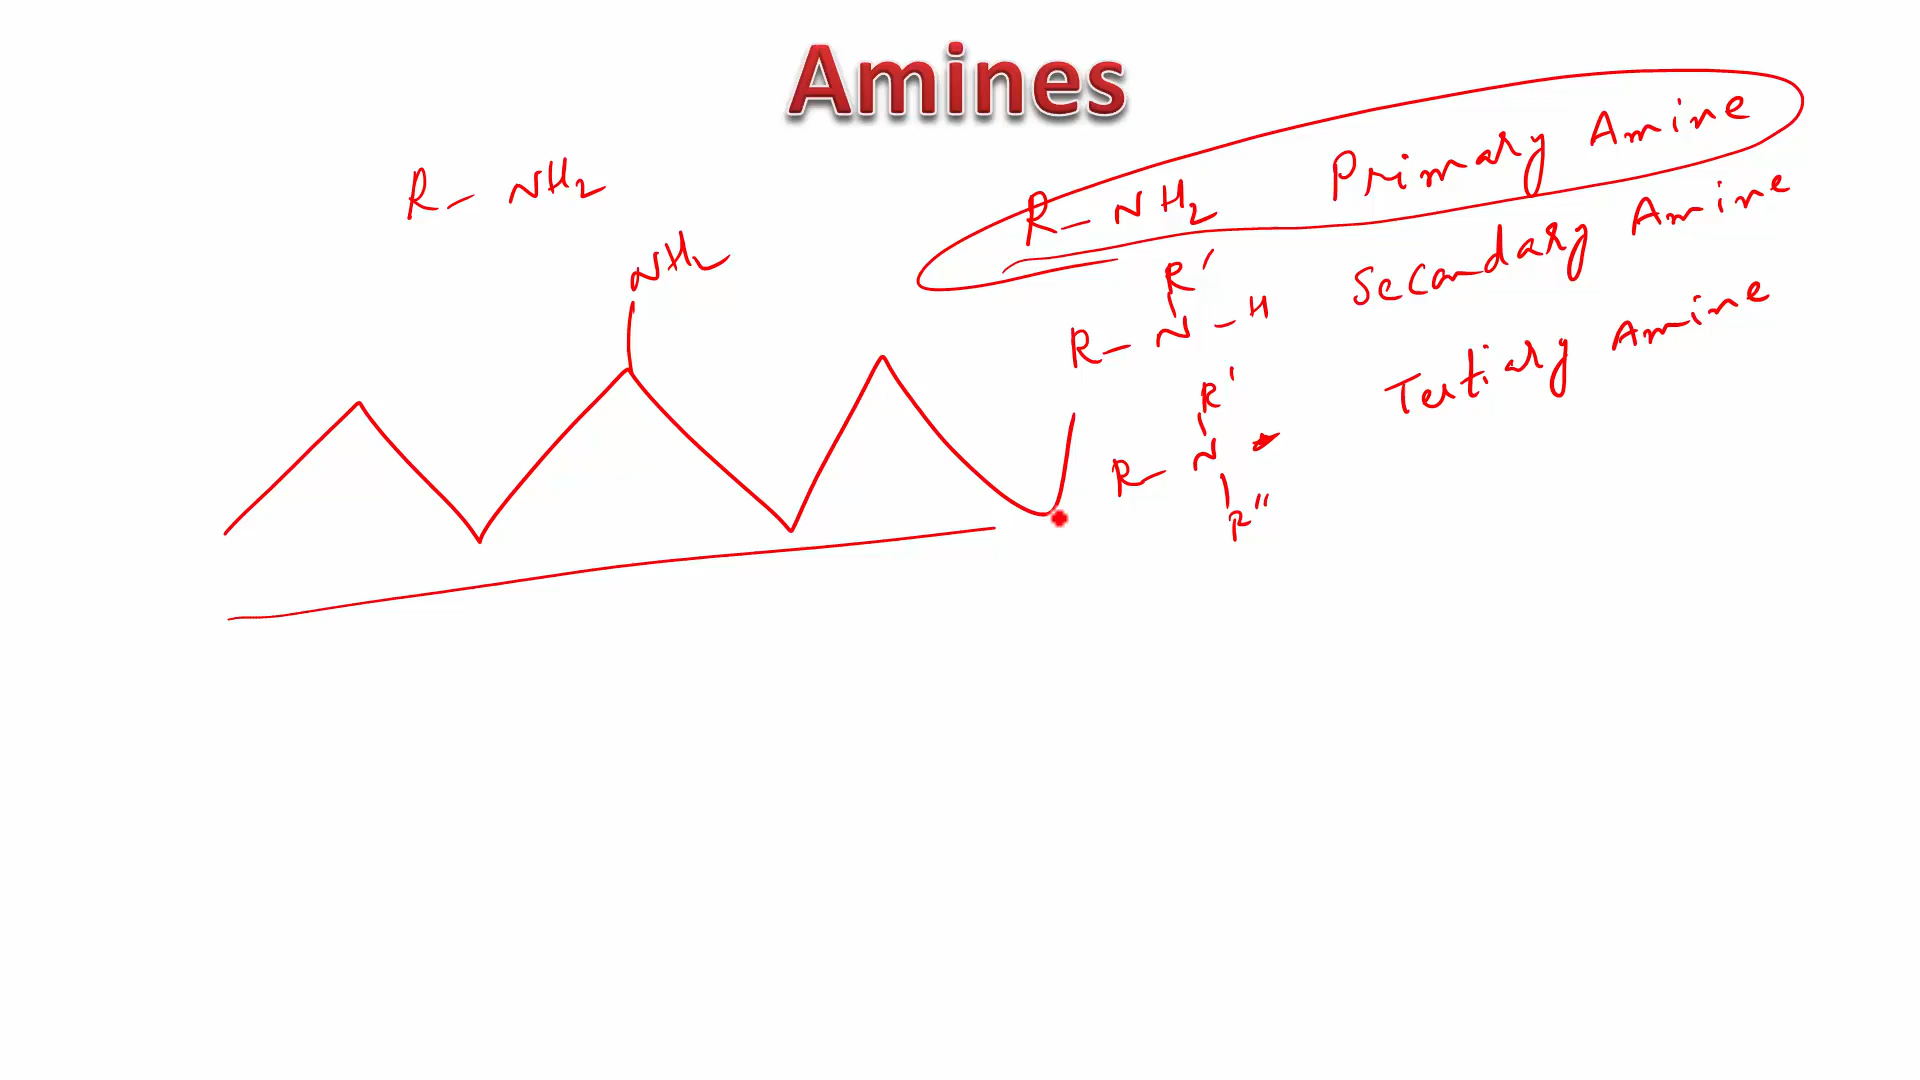 Amines
R-NH2
R-NH2 Primary Amine
NH2
R'
R-N-H Secondary Amine
R'
R-N- Tertiary Amine
R"